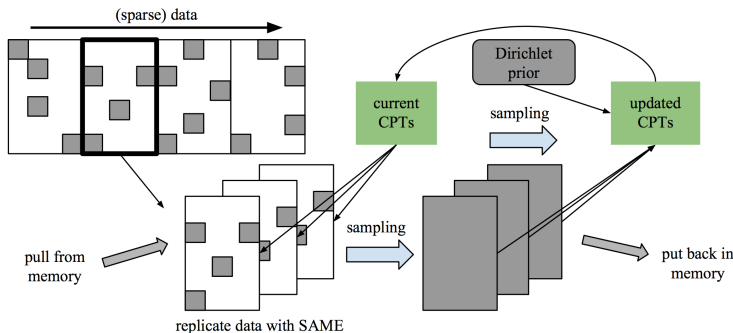 (sparse) data
Dirichlet
prior
current
CPTs
sampling
updated
CPTs
sampling
pull from
memory
put back in
memory
replicate data with SAME